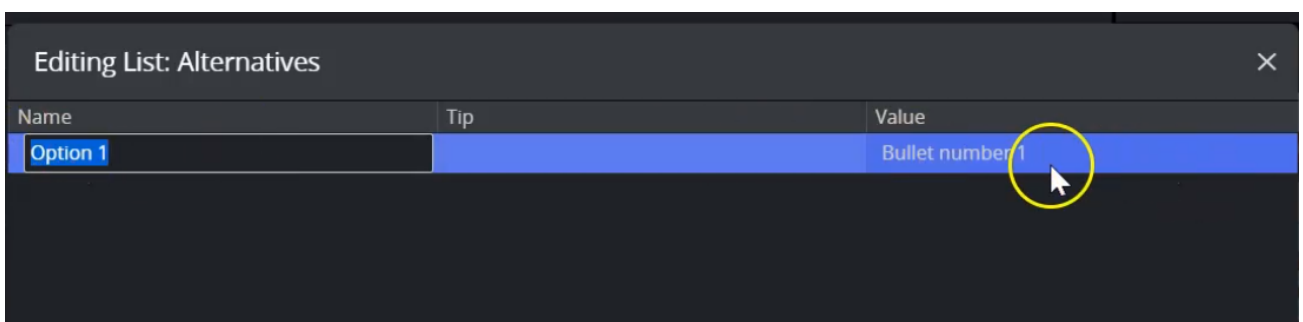 Editing List: Alternatives
Name Tip Value
Option 1 Bullet number 1